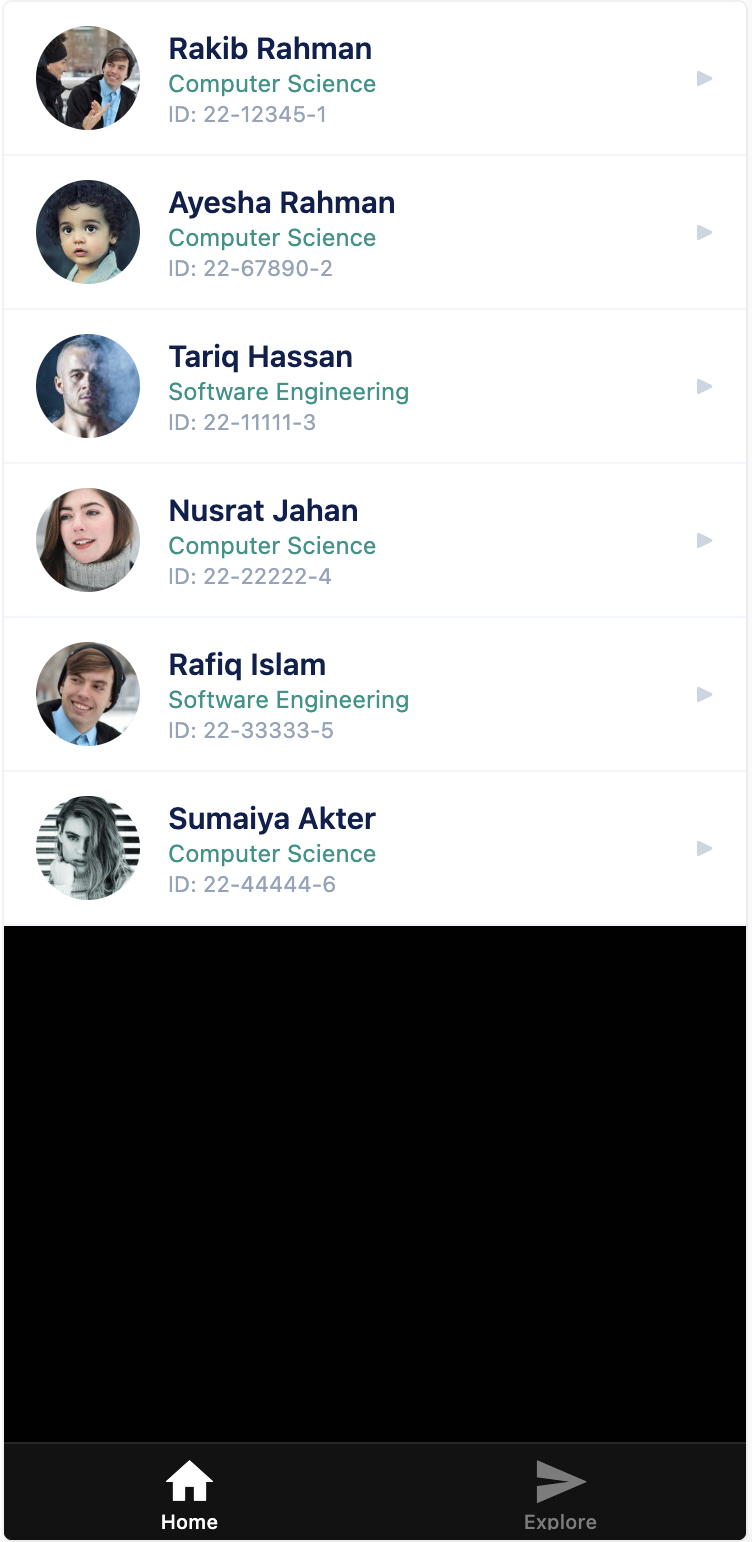 Rakib Rahman
Computer Science
ID: 22-12345-1
Ayesha Rahman
Computer Science
ID: 22-67890-2
Tariq Hassan
Software Engineering
ID: 22-11111-3
Nusrat Jahan
Computer Science
ID: 22-22222-4
Rafiq Islam
Software Engineering
ID: 22-33333-5
Sumaiya Akter
Computer Science
ID: 22-44444-6
Home
Explore